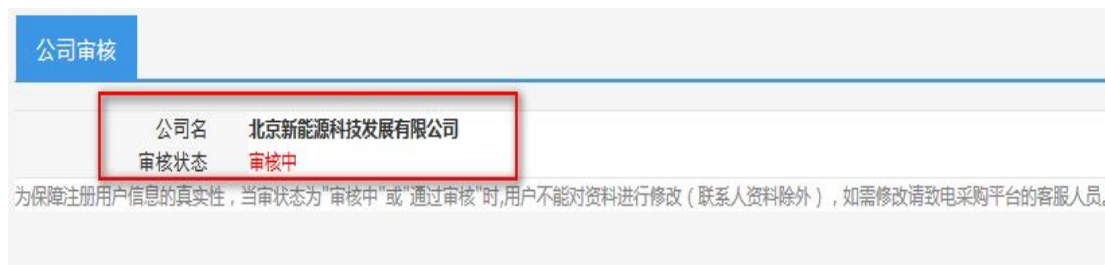 公司审核
公司名 北京新能源科技发展有限公司
审核状态 审核中
为保障注册用户信息的真实性，当审状态为"审核中"或"通过审核"时,用户不能对资料进行修改（联系人资料除外），如需修改请致电采购平台的客服人员。